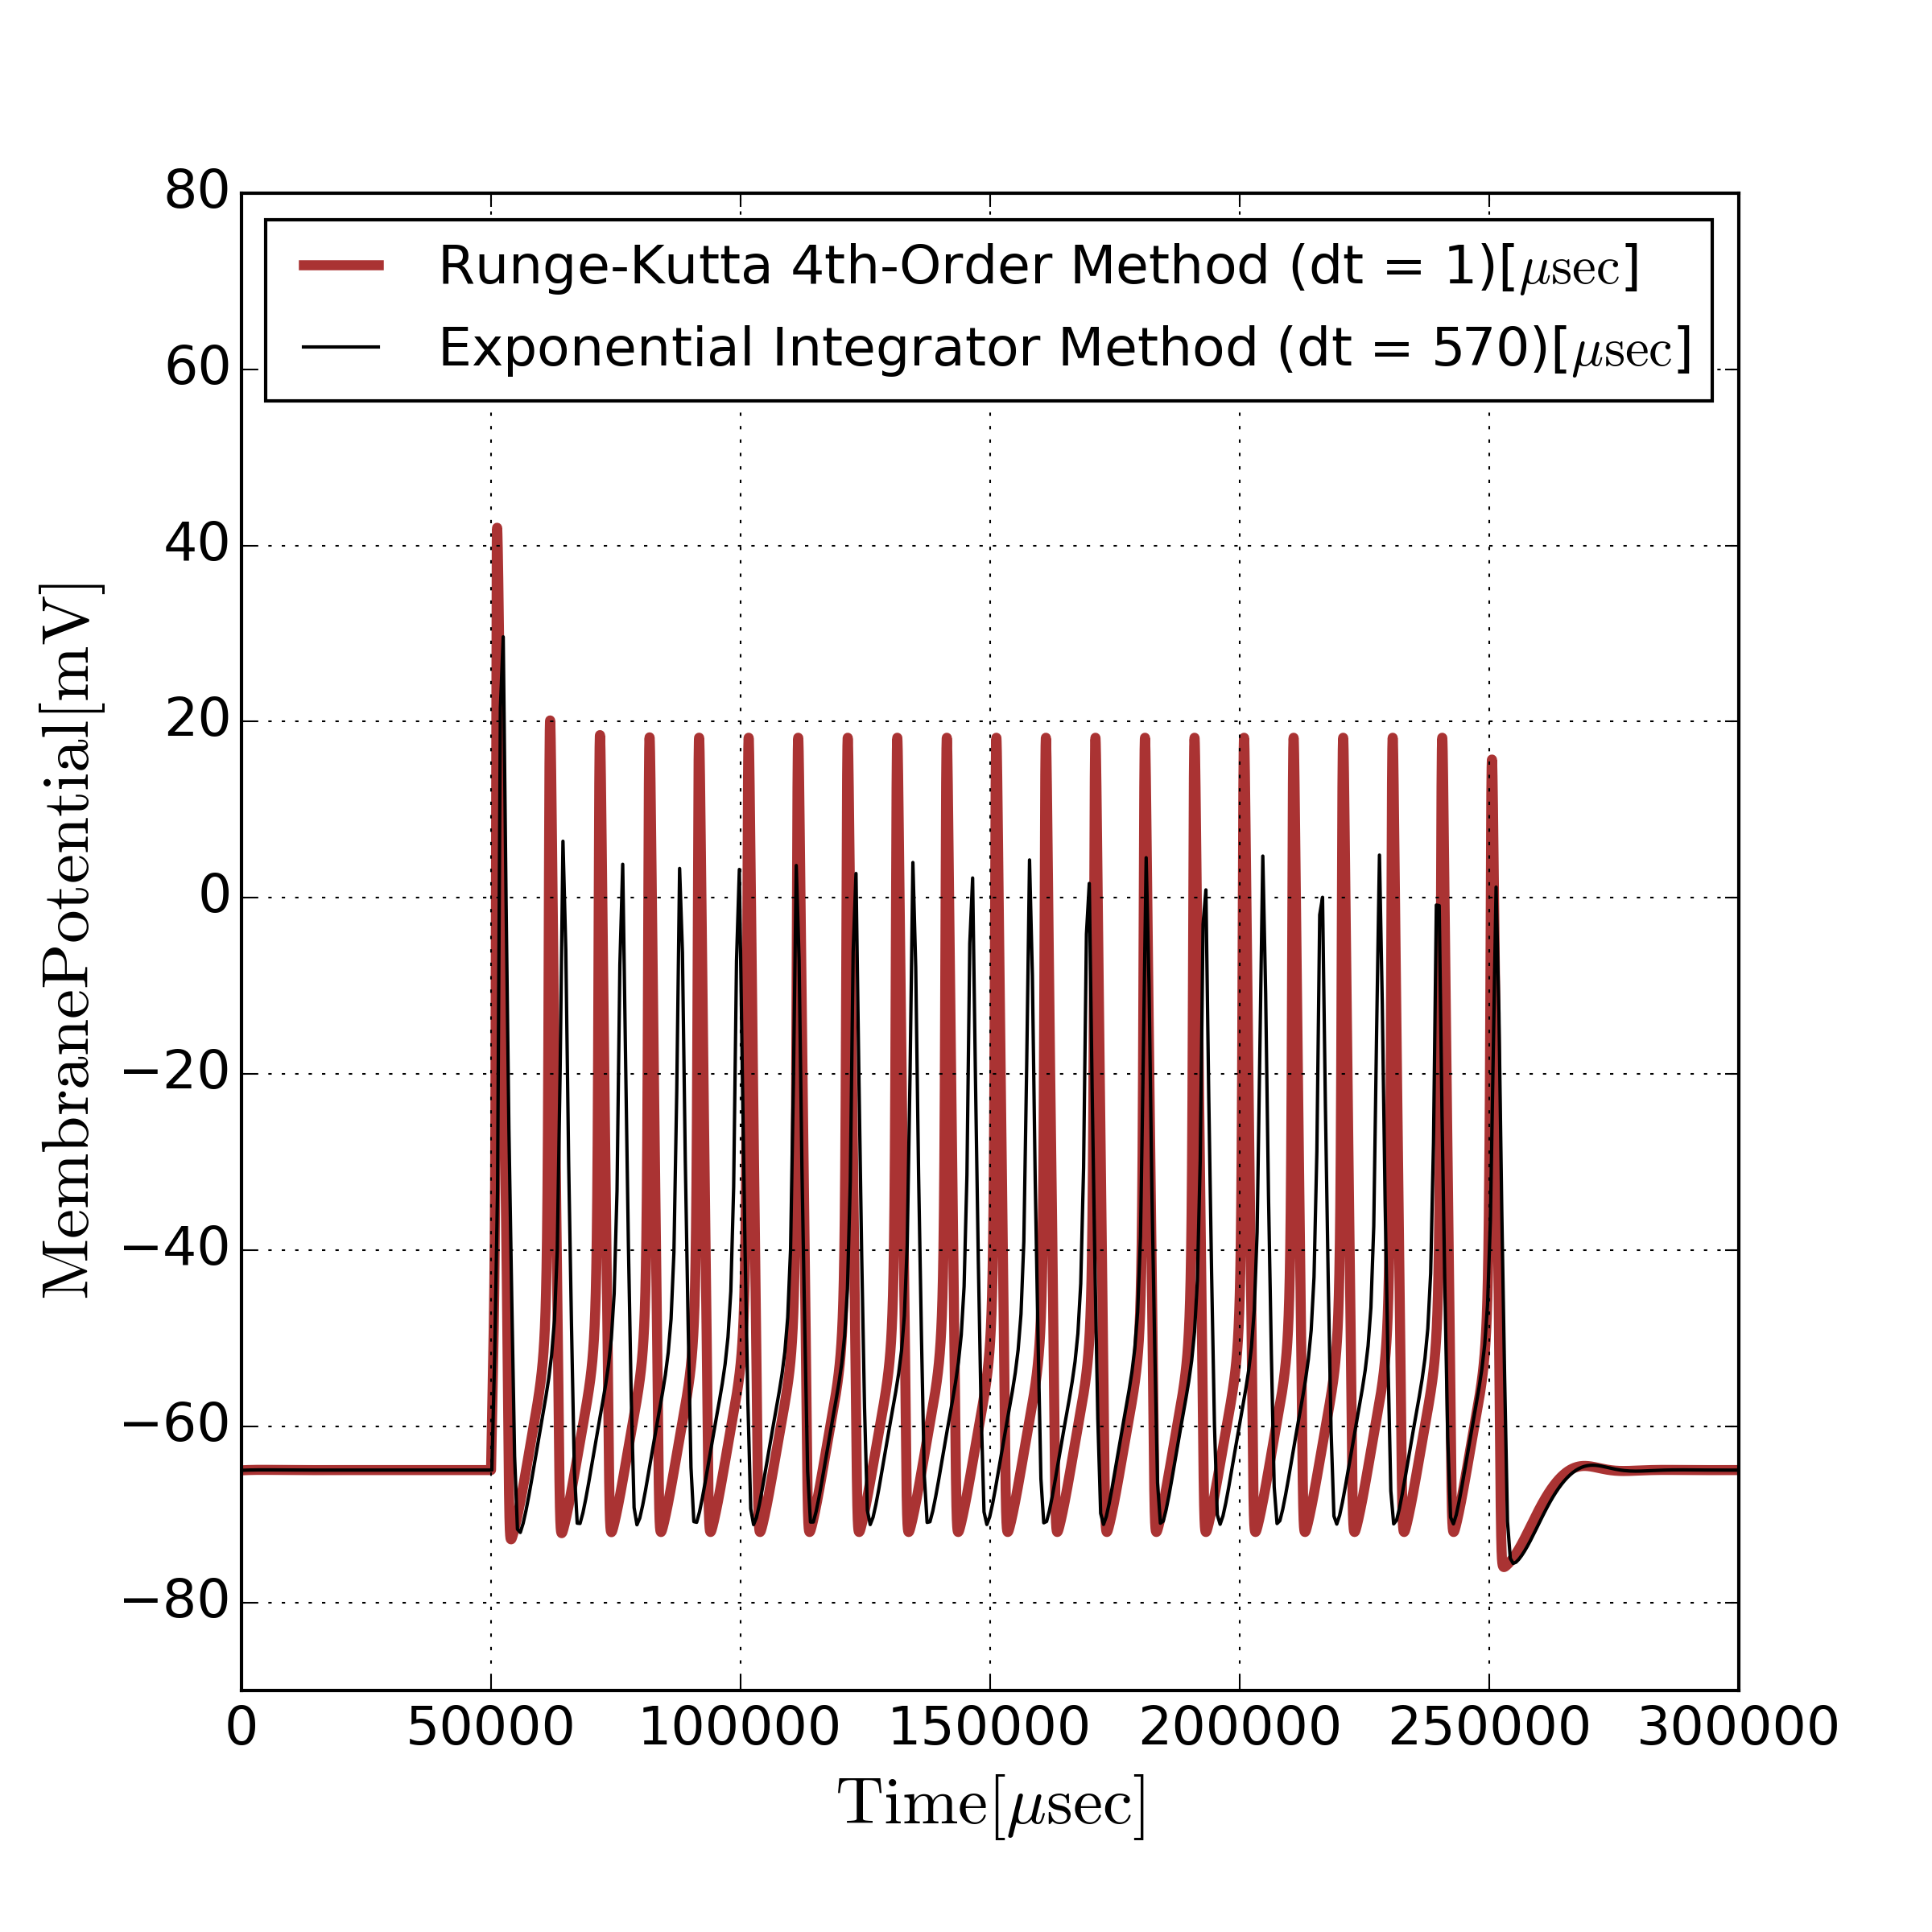 80
60
40
20
0
−20
−40
−60
−80
MembranePotential[mV]
Runge-Kutta 4th-Order Method (dt = 1)[μsec]
Exponential Integrator Method (dt = 570)[μsec]
0 50000 100000 150000 200000 250000 300000
Time[μsec]